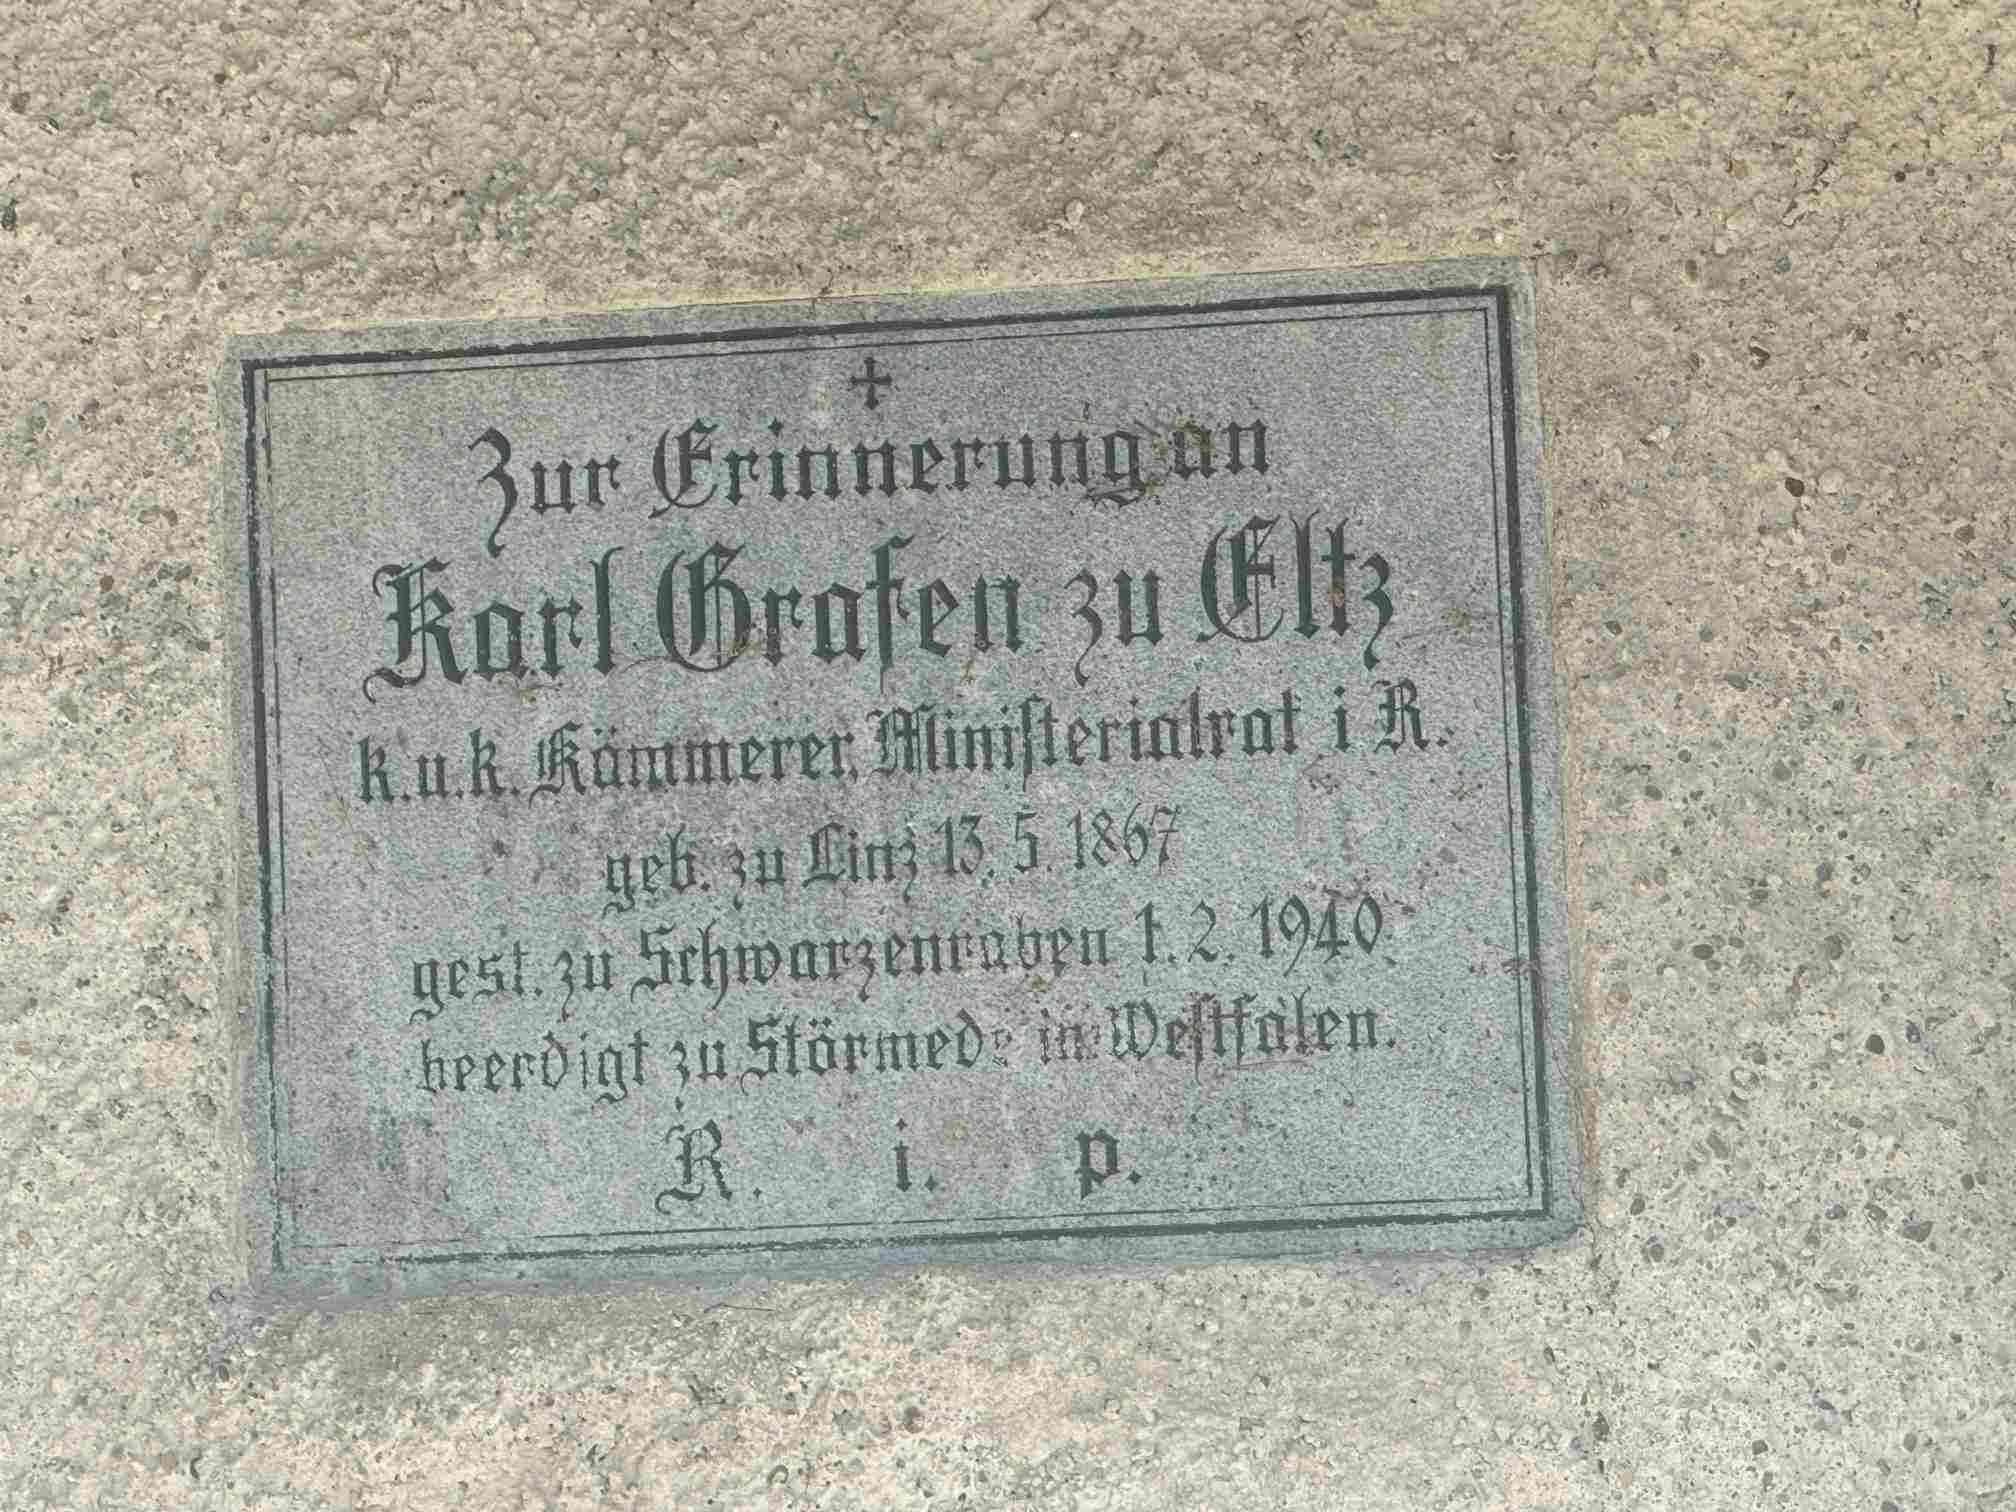 Zur Erinnerung an
Karl Grafen zu Eltz
k.u.k. Kämmerer, Ministerialrat i R.
geb. zu Linz 13. 5. 1867
gest. zu Schwarzenraben 1. 2. 1940.
beerdigt zu Störmede in Westfalen.
R. i. p.